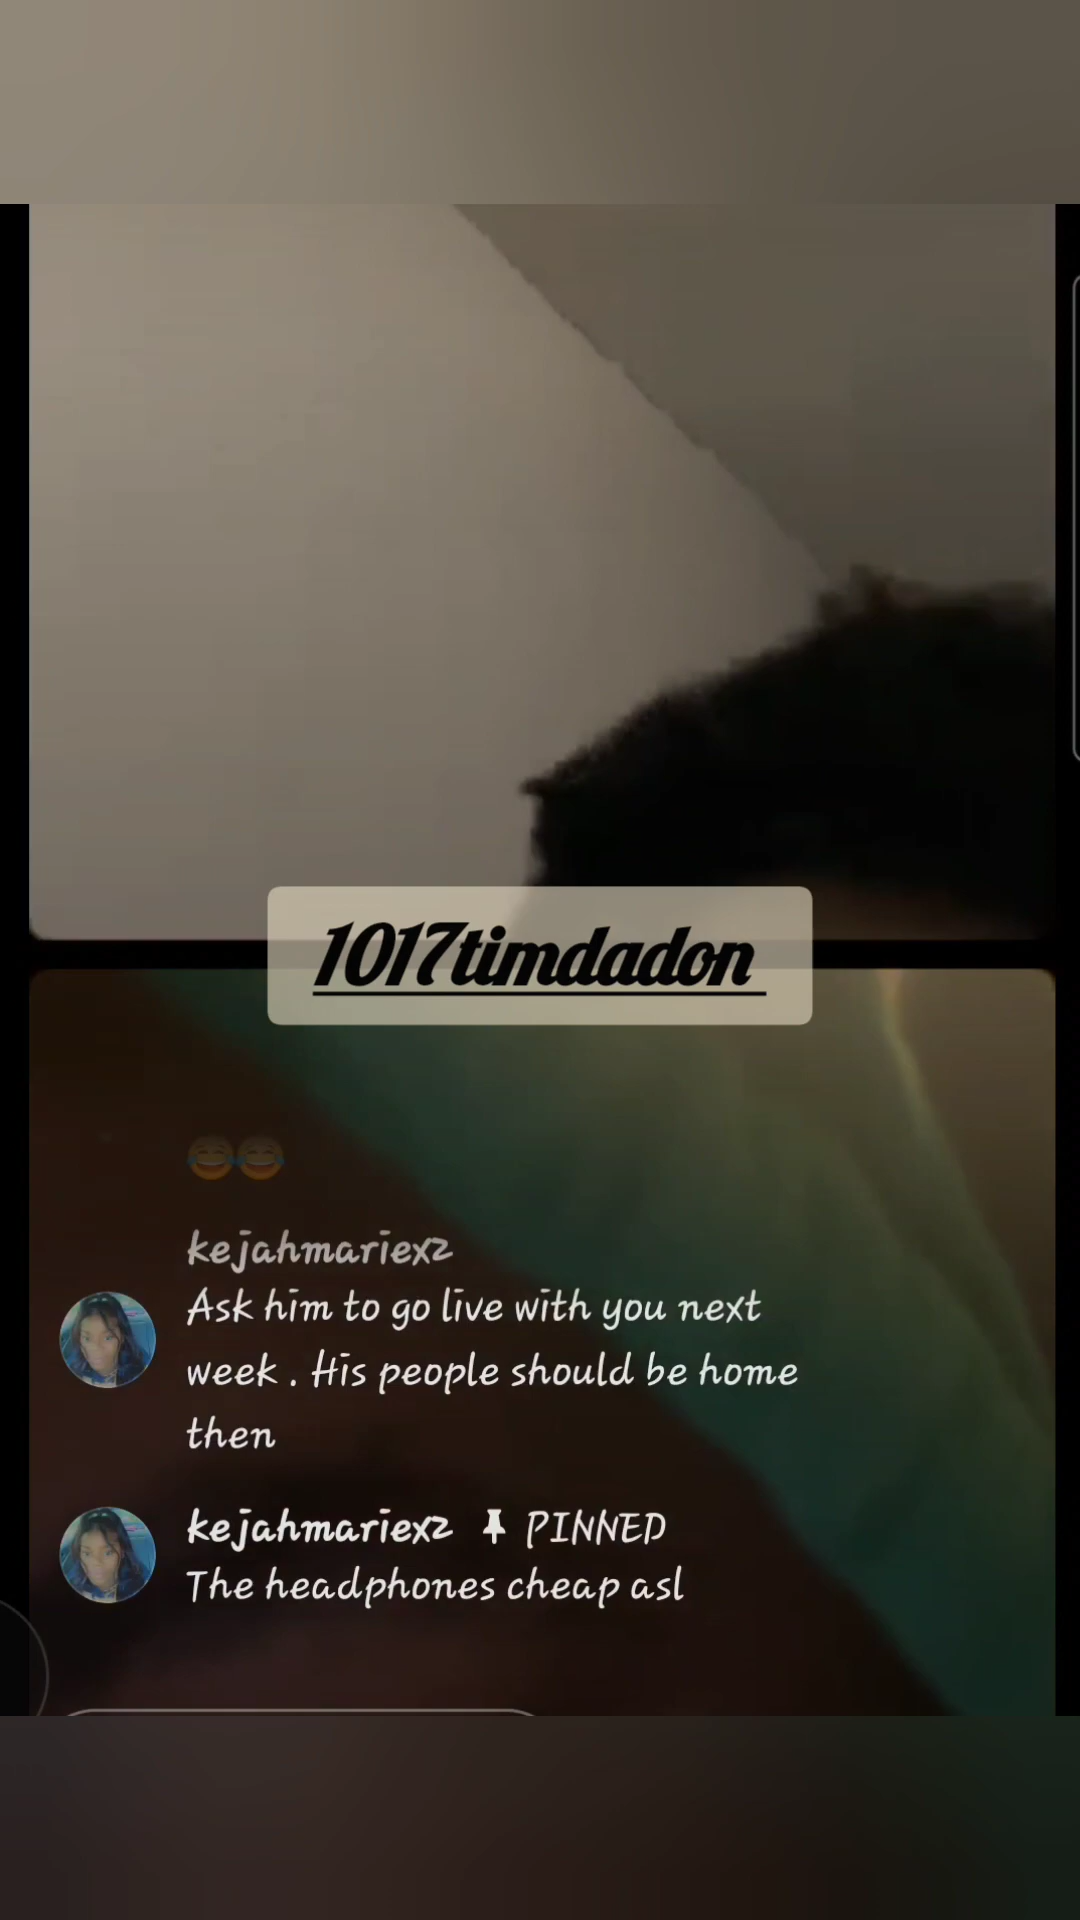 1017timdadon
😂😂
kejahmariexz
Ask him to go live with you next
week . His people should be home
then
kejahmariexz 📌 PINNED
The headphones cheap asl